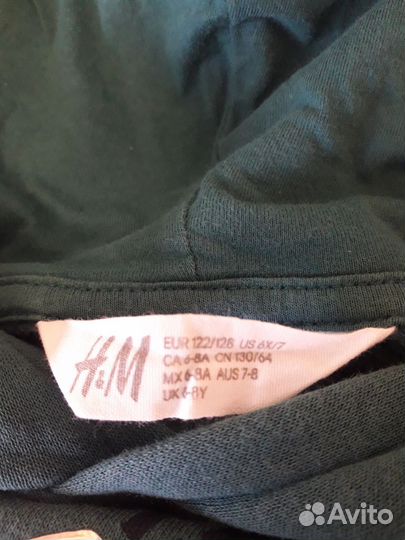 H&M
EUR 122/128 US 6X/7
CA 6-8A CN 130/64
MX 6-8A AUS 7-8
UK 6-8Y
Avito